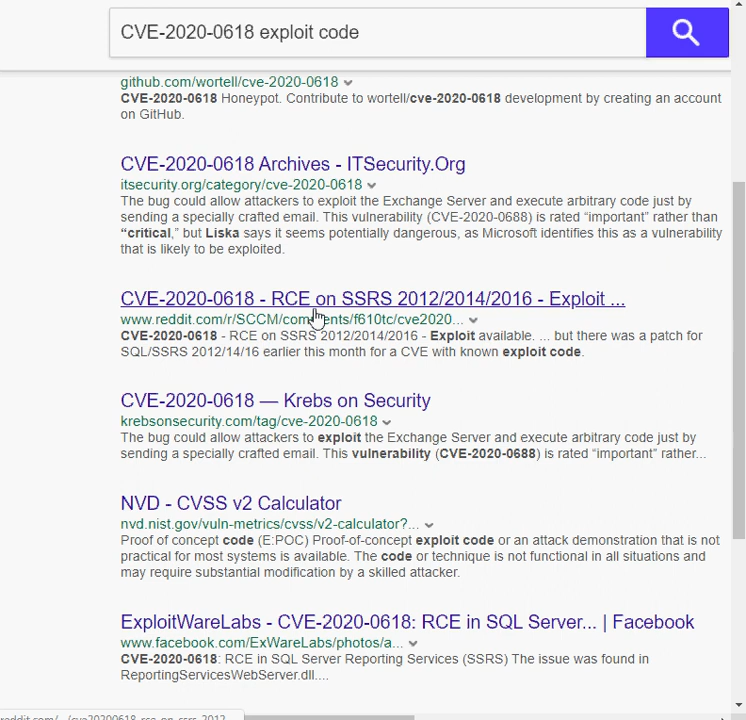 CVE-2020-0618 exploit code
github.com/wortell/cve-2020-0618
CVE-2020-0618 Honeypot. Contribute to wortell/cve-2020-0618 development by creating an account
on GitHub.
CVE-2020-0618 Archives - ITSecurity.Org
itsecurity.org/category/cve-2020-0618
The bug could allow attackers to exploit the Exchange Server and execute arbitrary code just by
sending a specially crafted email. This vulnerability (CVE-2020-0688) is rated “important” rather than
“critical,” but Liska says it seems potentially dangerous, as Microsoft identifies this as a vulnerability
that is likely to be exploited.
CVE-2020-0618 - RCE on SSRS 2012/2014/2016 - Exploit ...
www.reddit.com/r/SCCM/comments/f610tc/cve2020...
CVE-2020-0618 - RCE on SSRS 2012/2014/2016 - Exploit available. ... but there was a patch for
SQL/SSRS 2012/14/16 earlier this month for a CVE with known exploit code.
CVE-2020-0618 — Krebs on Security
krebsonsecurity.com/tag/cve-2020-0618
The bug could allow attackers to exploit the Exchange Server and execute arbitrary code just by
sending a specially crafted email. This vulnerability (CVE-2020-0688) is rated “important” rather...
NVD - CVSS v2 Calculator
nvd.nist.gov/vuln-metrics/cvss/v2-calculator?...
Proof of concept code (E:POC) Proof-of-concept exploit code or an attack demonstration that is not
practical for most systems is available. The code or technique is not functional in all situations and
may require substantial modification by a skilled attacker.
ExploitWareLabs - CVE-2020-0618: RCE in SQL Server... | Facebook
www.facebook.com/ExWareLabs/photos/a...
CVE-2020-0618: RCE in SQL Server Reporting Services (SSRS) The issue was found in
ReportingServicesWebServer.dll....